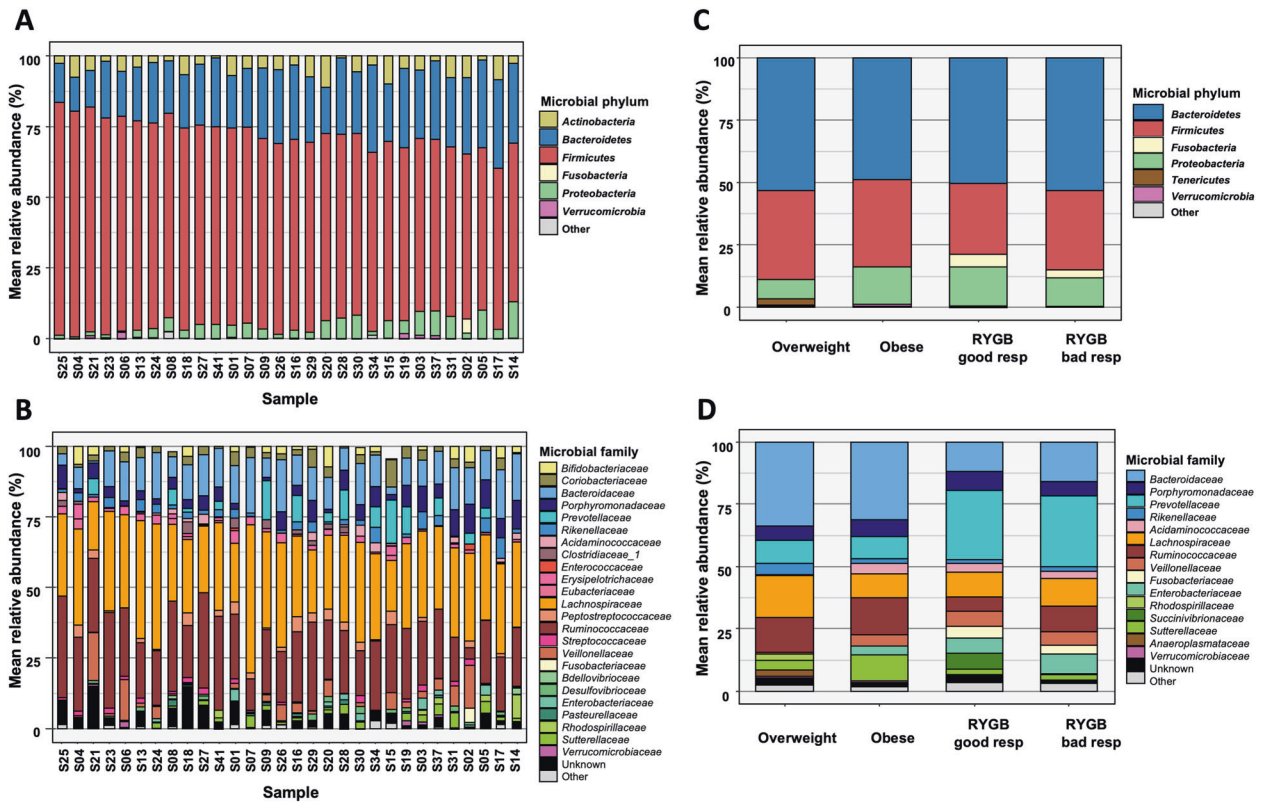 A
Mean relative abundance (%)
100
75
50
25
0
S25 S04 S21 S23 S06 S13 S24 S08 S18 S27 S41 S01 S07 S09 S26 S16 S29 S20 S28 S30 S34 S15 S19 S03 S37 S31 S02 S05 S17 S14
Sample
Microbial phylum
Actinobacteria
Bacteroidetes
Firmicutes
Fusobacteria
Proteobacteria
Verrucomicrobia
Other
C
Mean relative abundance (%)
100
75
50
25
0
Overweight Obese RYGB good resp RYGB bad resp
Microbial phylum
Bacteroidetes
Firmicutes
Fusobacteria
Proteobacteria
Tenericutes
Verrucomicrobia
Other
B
Mean relative abundance (%)
100
75
50
25
0
S25 S04 S21 S23 S06 S13 S24 S08 S18 S27 S41 S01 S07 S09 S26 S16 S29 S20 S28 S30 S34 S15 S19 S03 S37 S31 S02 S05 S17 S14
Sample
Microbial family
Bifidobacteriaceae
Coriobacteriaceae
Bacteroidaceae
Porphyromonadaceae
Prevotellaceae
Rikenellaceae
Acidaminococcaceae
Clostridiaceae_1
Enterococcaceae
Erysipelotrichaceae
Eubacteriaceae
Lachnospiraceae
Peptostreptococcaceae
Ruminococcaceae
Streptococcaceae
Veillonellaceae
Fusobacteriaceae
Bdellovibrioceae
Desulfovibrioceae
Enterobacteriaceae
Pasteurellaceae
Rhodospirillaceae
Sutterellaceae
Verrucomicrobiaceae
Unknown
Other
D
Mean relative abundance (%)
100
75
50
25
0
Overweight Obese RYGB good resp RYGB bad resp
Microbial family
Bacteroidaceae
Porphyromonadaceae
Prevotellaceae
Rikenellaceae
Acidaminococcaceae
Lachnospiraceae
Ruminococcaceae
Veillonellaceae
Fusobacteriaceae
Enterobacteriaceae
Rhodospirillaceae
Succinivibrionaceae
Sutterellaceae
Anaeroplasmataceae
Verrucomicrobiaceae
Unknown
Other